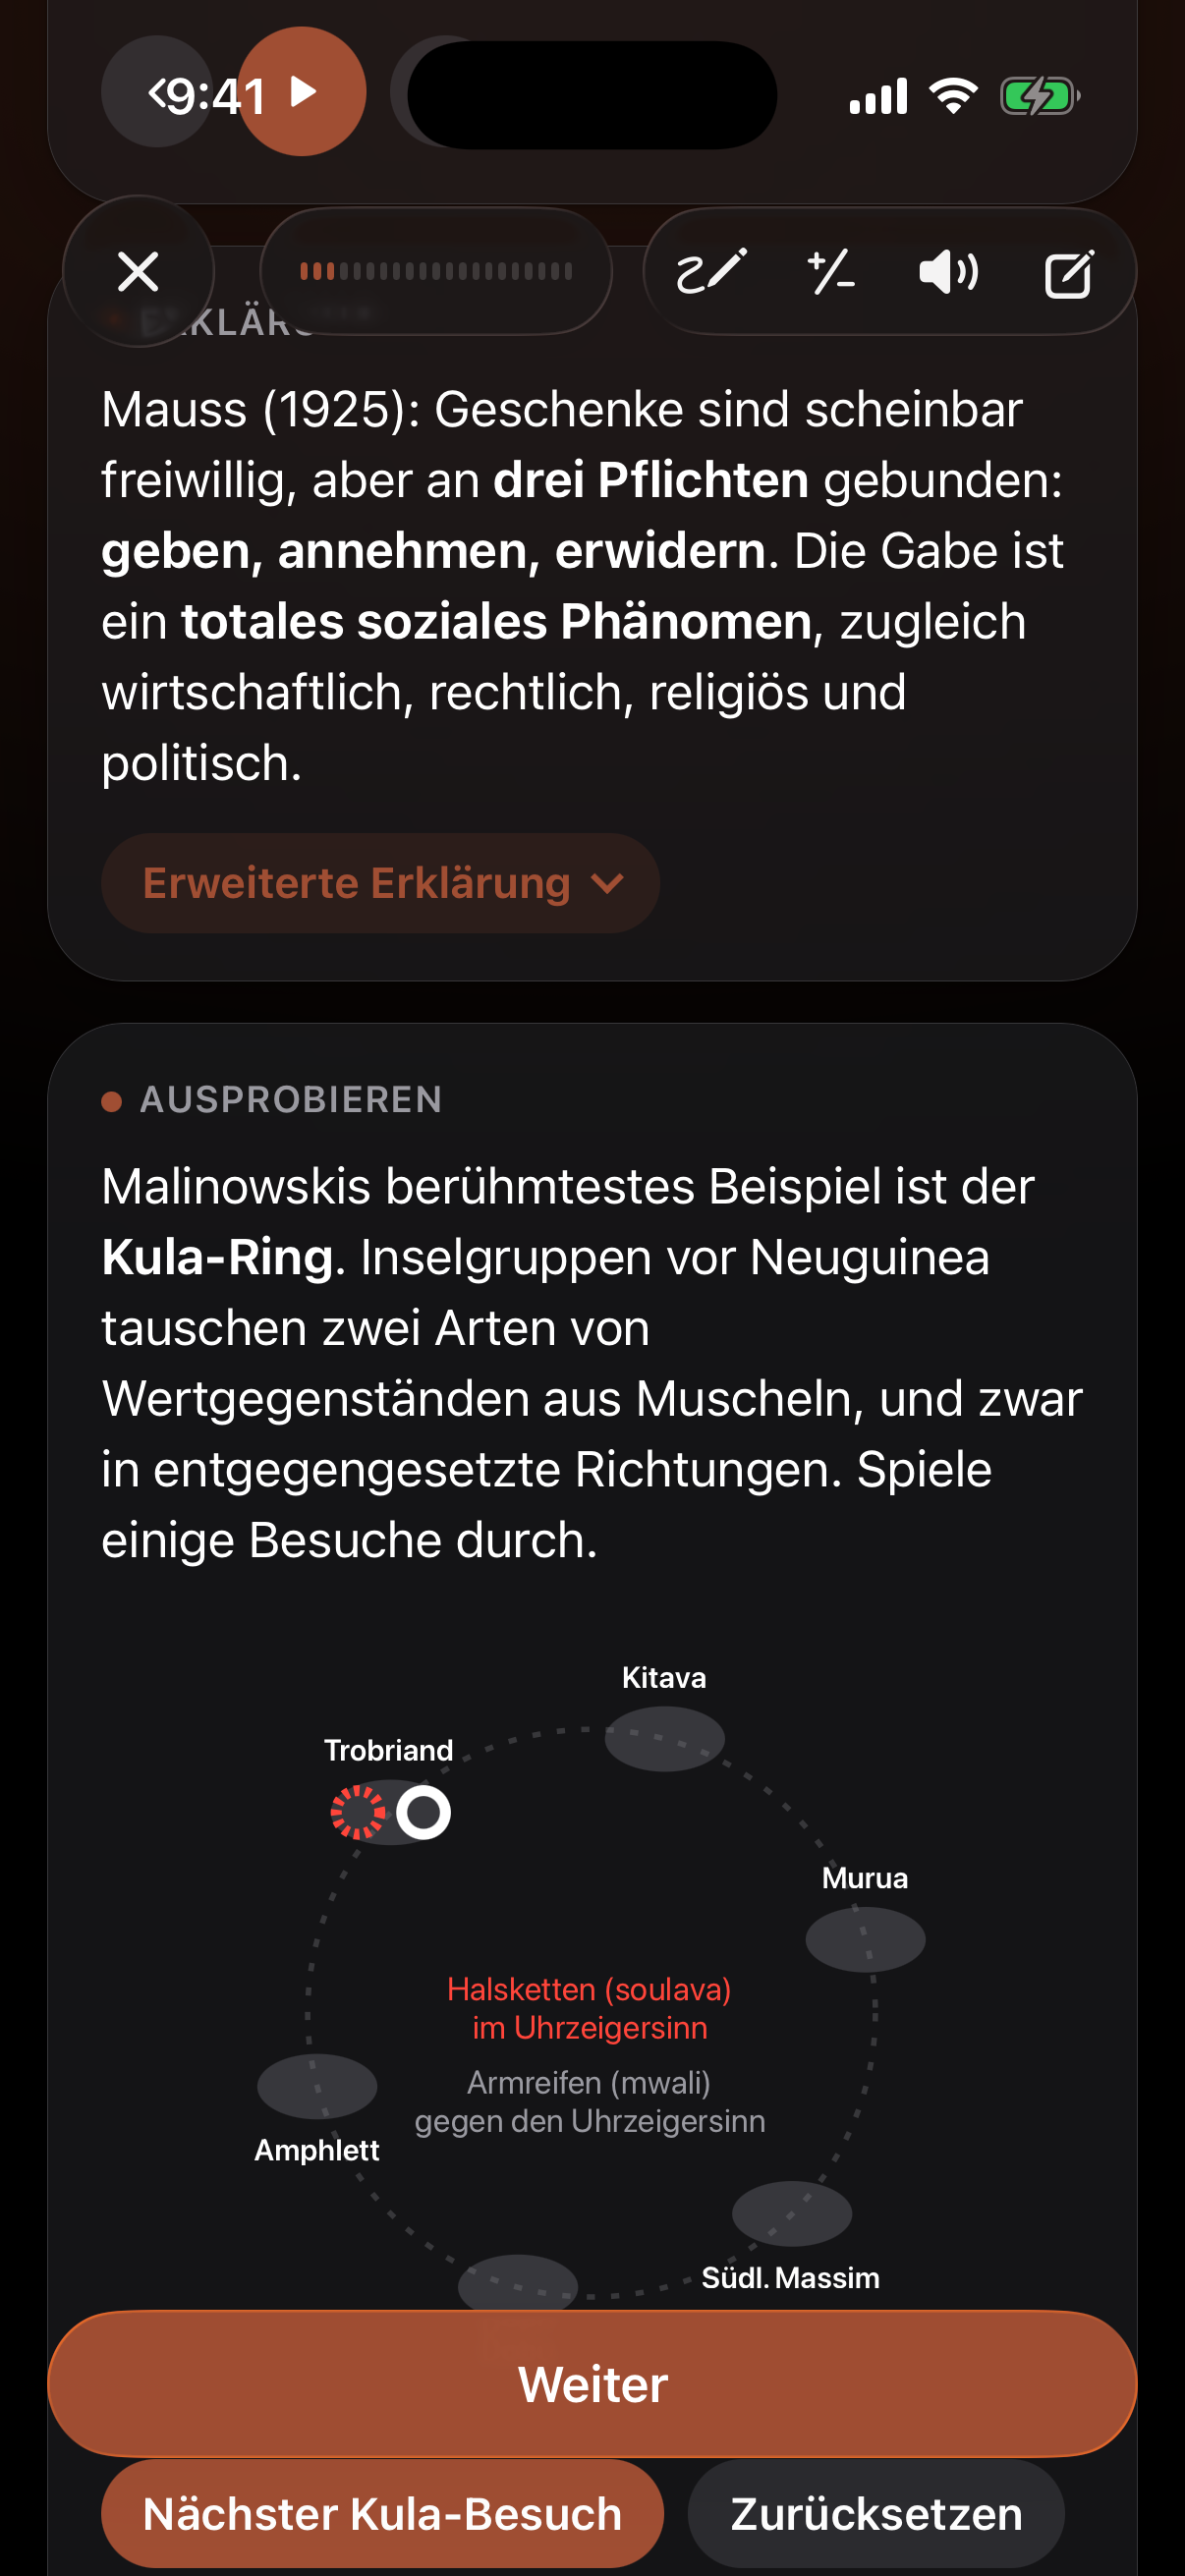 9:41
Mauss (1925): Geschenke sind scheinbar
freiwillig, aber an drei Pflichten gebunden:
geben, annehmen, erwidern. Die Gabe ist
ein totales soziales Phänomen, zugleich
wirtschaftlich, rechtlich, religiös und
politisch.
Erweiterte Erklärung
AUSPROBIEREN
Malinowskis berühmtestes Beispiel ist der
Kula-Ring. Inselgruppen vor Neuguinea
tauschen zwei Arten von
Wertgegenständen aus Muscheln, und zwar
in entgegengesetzte Richtungen. Spiele
einige Besuche durch.
Kitava
Trobriand
Murua
Halsketten (soulava)
im Uhrzeigersinn
Armreifen (mwali)
gegen den Uhrzeigersinn
Amphlett
Südl. Massim
Weiter
Nächster Kula-Besuch
Zurücksetzen